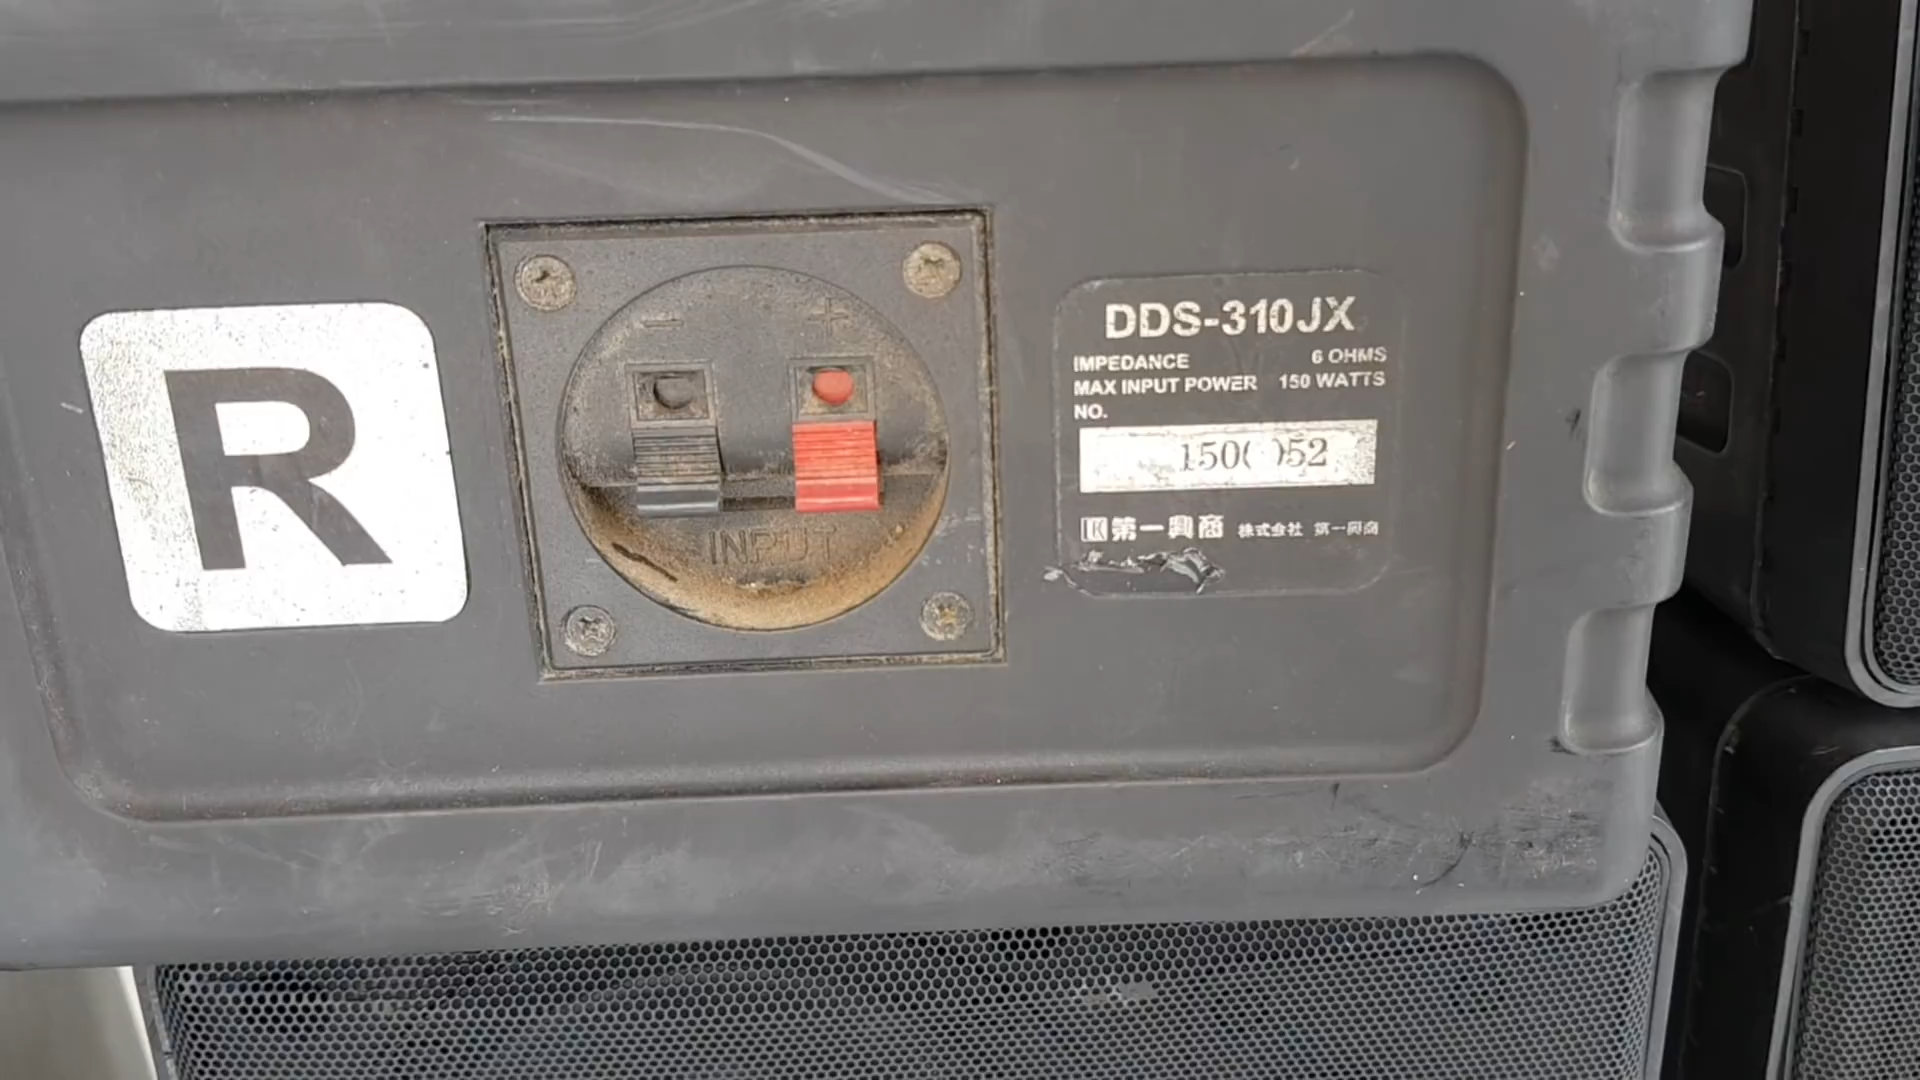 R
− +
INPUT
DDS-310JX
IMPEDANCE 6 OHMS
MAX INPUT POWER 150 WATTS
NO.
DK 第一興商 株式会社 第一興商